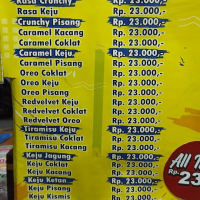 Rasa Crunchy Rp. 23.000,-
Rasa Keju Rp. 23.000,-
Crunchy Pisang Rp. 23.000,-
Caramel Kacang Rp. 23.000,-
Caramel Coklat Rp. 23.000,-
Caramel Keju Rp. 23.000,-
Caramel Pisang Rp. 23.000,-
Oreo Coklat Rp. 23.000,-
Oreo Keju Rp. 23.000,-
Oreo Pisang Rp. 23.000,-
Redvelvet Keju Rp. 23.000,-
Redvelvet Coklat Rp. 23.000,-
Redvelvet Oreo Rp. 23.000,-
Tiramisu Keju Rp. 23.000,-
Tiramisu Coklat Rp. 23.000,-
Tiramisu Kacang Rp. 23.000,-
Keju Jagung Rp. 23.000,-
Keju Coklat Rp. 23.000,-
Keju Kacang Rp. 23.000,-
Keju Ketan Rp. 23.000,-
Keju Pisang Rp. 23.000,-
Keju Kismis Rp. 23.000,-
All
Rp. 23